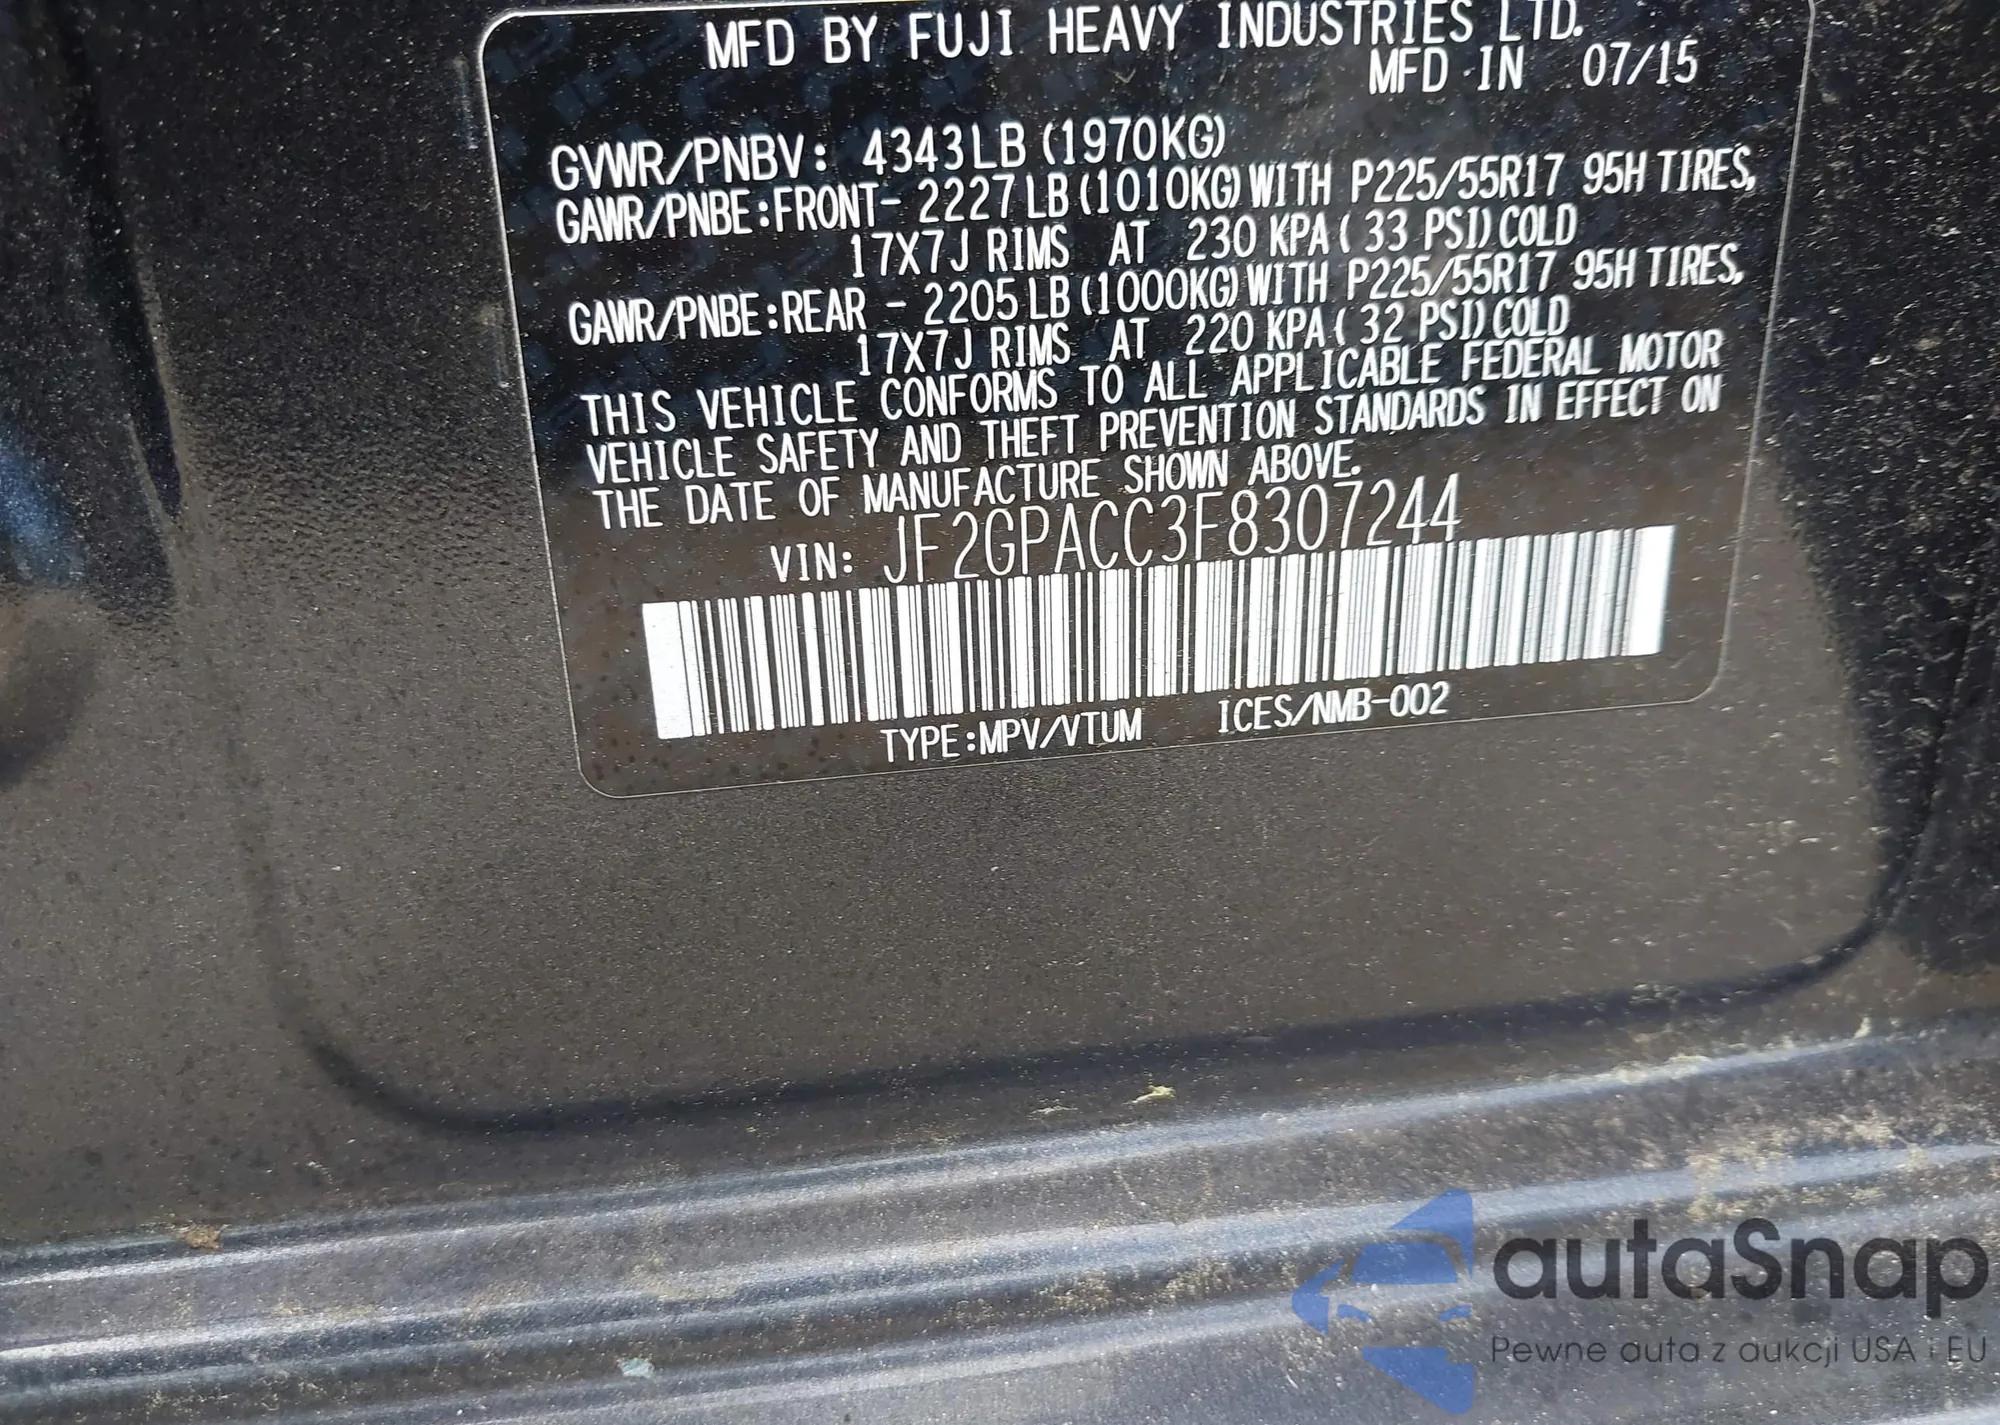 MFD BY FUJI HEAVY INDUSTRIES LTD.
MFD IN 07/15
GVWR/PNBV: 4343LB (1970KG)
GAWR/PNBE:FRONT- 2227LB(1010KG)WITH P225/55R17 95H TIRES,
17X7J RIMS AT 230 KPA( 33 PSI)COLD
GAWR/PNBE:REAR - 2205LB(1000KG)WITH P225/55R17 95H TIRES,
17X7J RIMS AT 220 KPA( 32 PSI)COLD
THIS VEHICLE CONFORMS TO ALL APPLICABLE FEDERAL MOTOR
VEHICLE SAFETY AND THEFT PREVENTION STANDARDS IN EFFECT ON
THE DATE OF MANUFACTURE SHOWN ABOVE.
VIN: JF2GPACC3F8307244
TYPE:MPV/VTUM ICES/NMB-002
autaSnap
Pewne auta z aukcji USA i EU